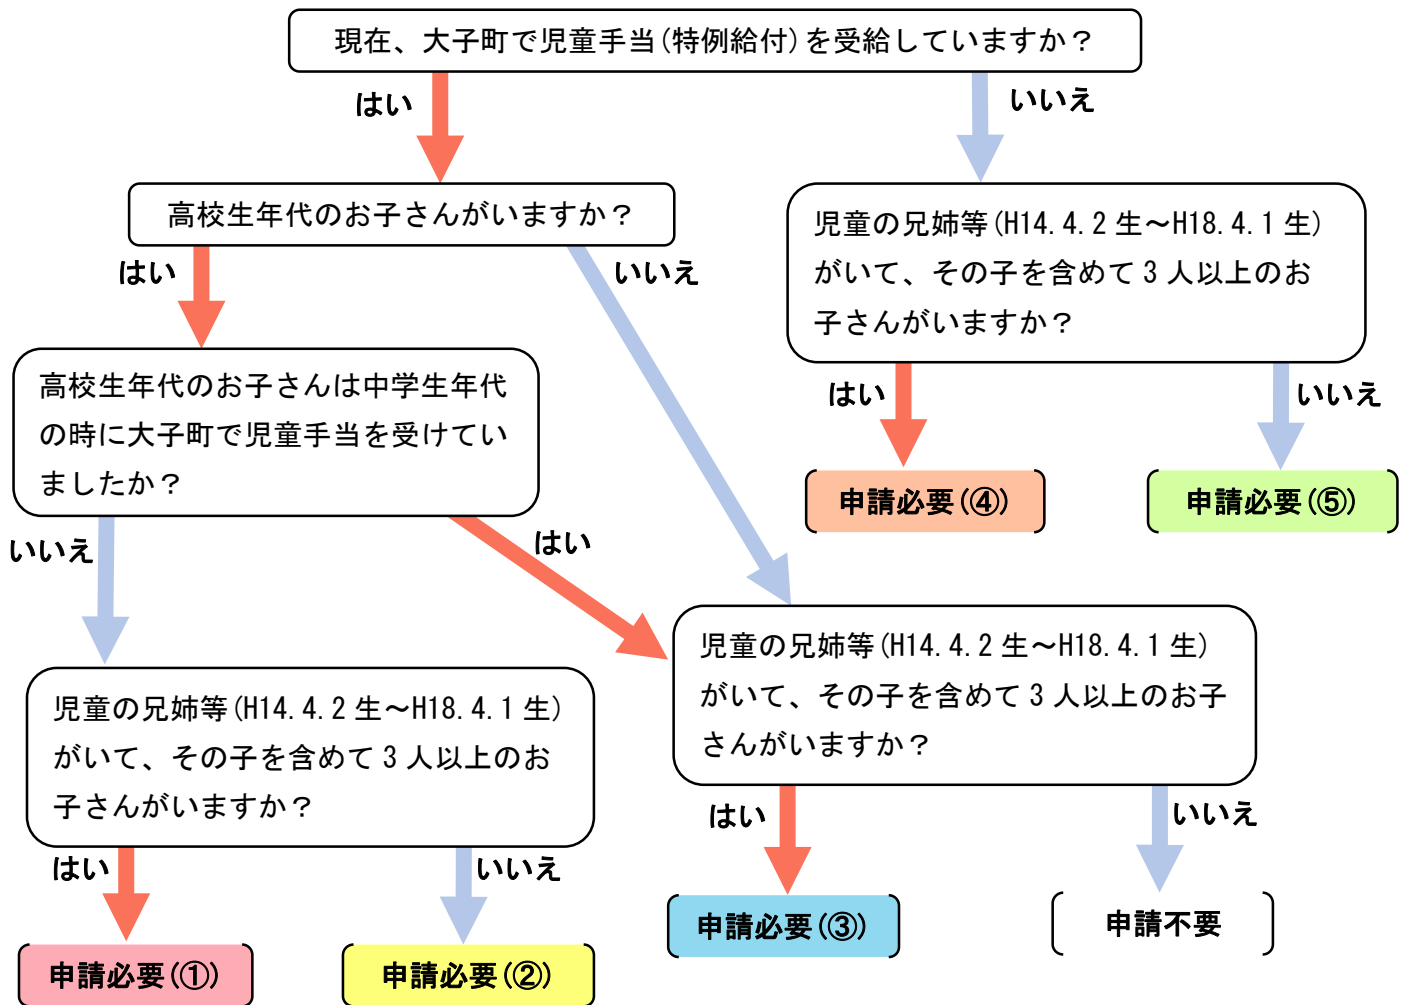 現在、大子町で児童手当(特例給付)を受給していますか？
はい
いいえ
高校生年代のお子さんがいますか？
児童の兄姉等(H14.4.2生～H18.4.1生)
がいて、その子を含めて3人以上のお
子さんがいますか？
はい
いいえ
高校生年代のお子さんは中学生年代
の時に大子町で児童手当を受けてい
ましたか？
はい
いいえ
申請必要(④)
申請必要(⑤)
いいえ
はい
児童の兄姉等(H14.4.2生～H18.4.1生)
がいて、その子を含めて3人以上のお子
さんがいますか？
児童の兄姉等(H14.4.2生～H18.4.1生)
がいて、その子を含めて3人以上のお
子さんがいますか？
はい
いいえ
はい
いいえ
申請必要(③)
申請不要
申請必要(①)
申請必要(②)